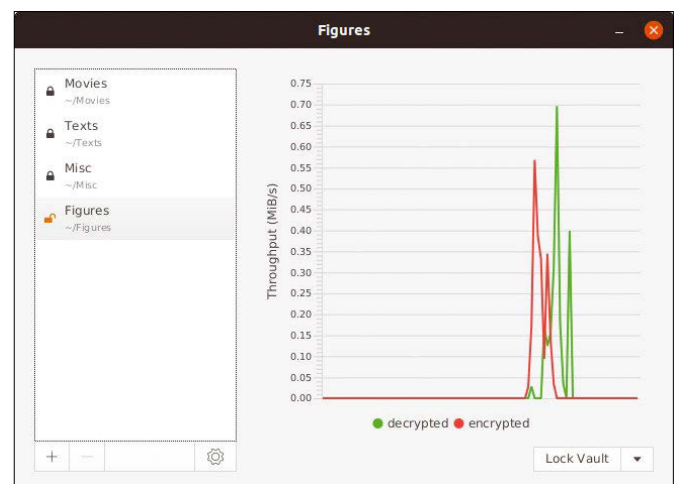 Figures
Movies
~/Movies
Texts
~/Texts
Misc
~/Misc
Figures
~/Figures
+ −
Throughput (MiB/s)
0.75
0.70
0.65
0.60
0.55
0.50
0.45
0.40
0.35
0.30
0.25
0.20
0.15
0.10
0.05
0.00
decrypted encrypted
Lock Vault